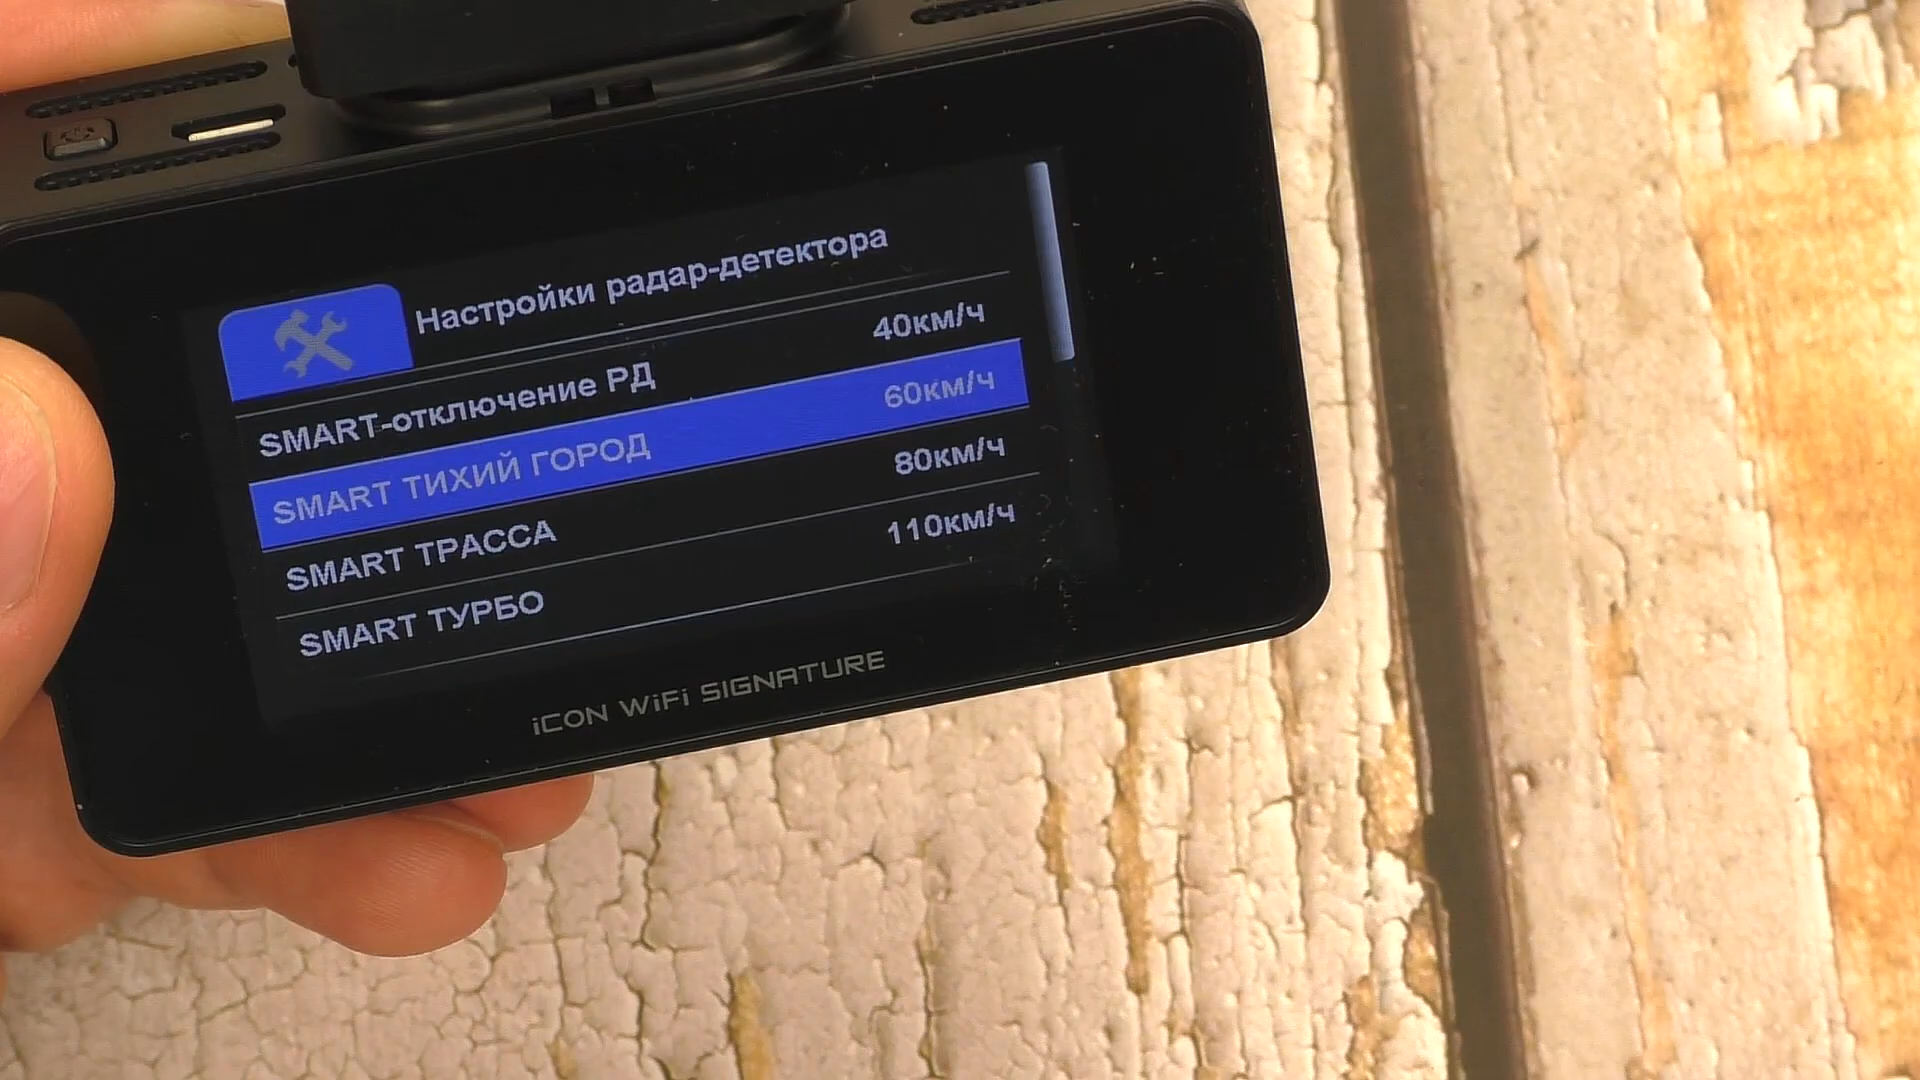 Настройки радар-детектора
SMART-отключение РД 40км/ч
SMART ТИХИЙ ГОРОД 60км/ч
SMART ТРАССА 80км/ч
SMART ТУРБО 110км/ч
iCON WiFi SIGNATURE